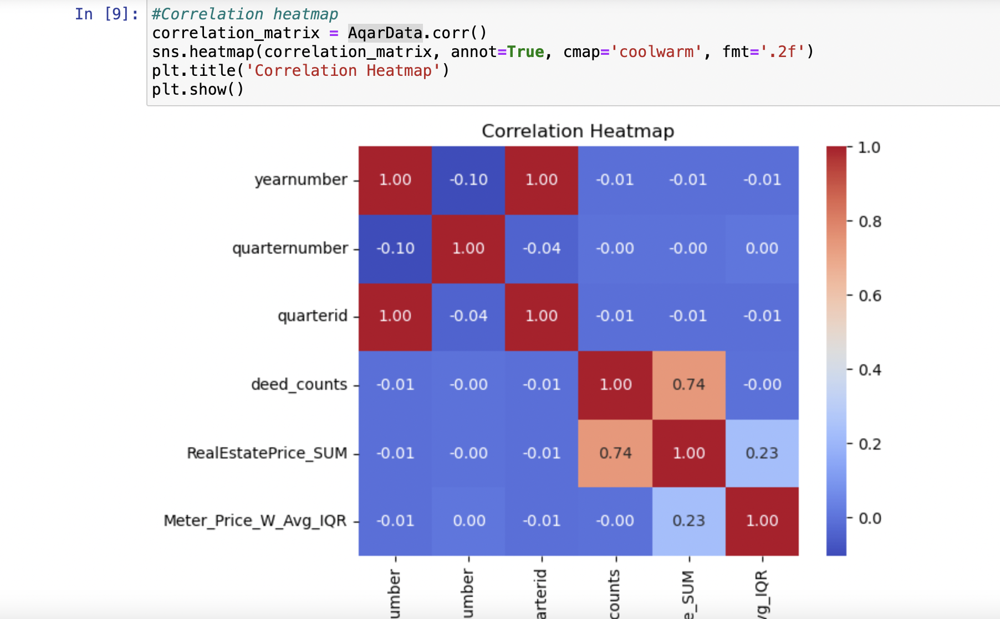 In [9]:
#Correlation heatmap
correlation_matrix = AqarData.corr()
sns.heatmap(correlation_matrix, annot=True, cmap='coolwarm', fmt='.2f')
plt.title('Correlation Heatmap')
plt.show()
Correlation Heatmap
yearnumber 1.00 -0.10 1.00 -0.01 -0.01 -0.01
quarternumber -0.10 1.00 -0.04 -0.00 -0.00 0.00
quarterid 1.00 -0.04 1.00 -0.01 -0.01 -0.01
deed_counts -0.01 -0.00 -0.01 1.00 0.74 -0.00
RealEstatePrice_SUM -0.01 -0.00 -0.01 0.74 1.00 0.23
Meter_Price_W_Avg_IQR -0.01 0.00 -0.01 -0.00 0.23 1.00
umber
umber
arterid
counts
e_SUM
vg_IQR
1.0
0.8
0.6
0.4
0.2
0.0